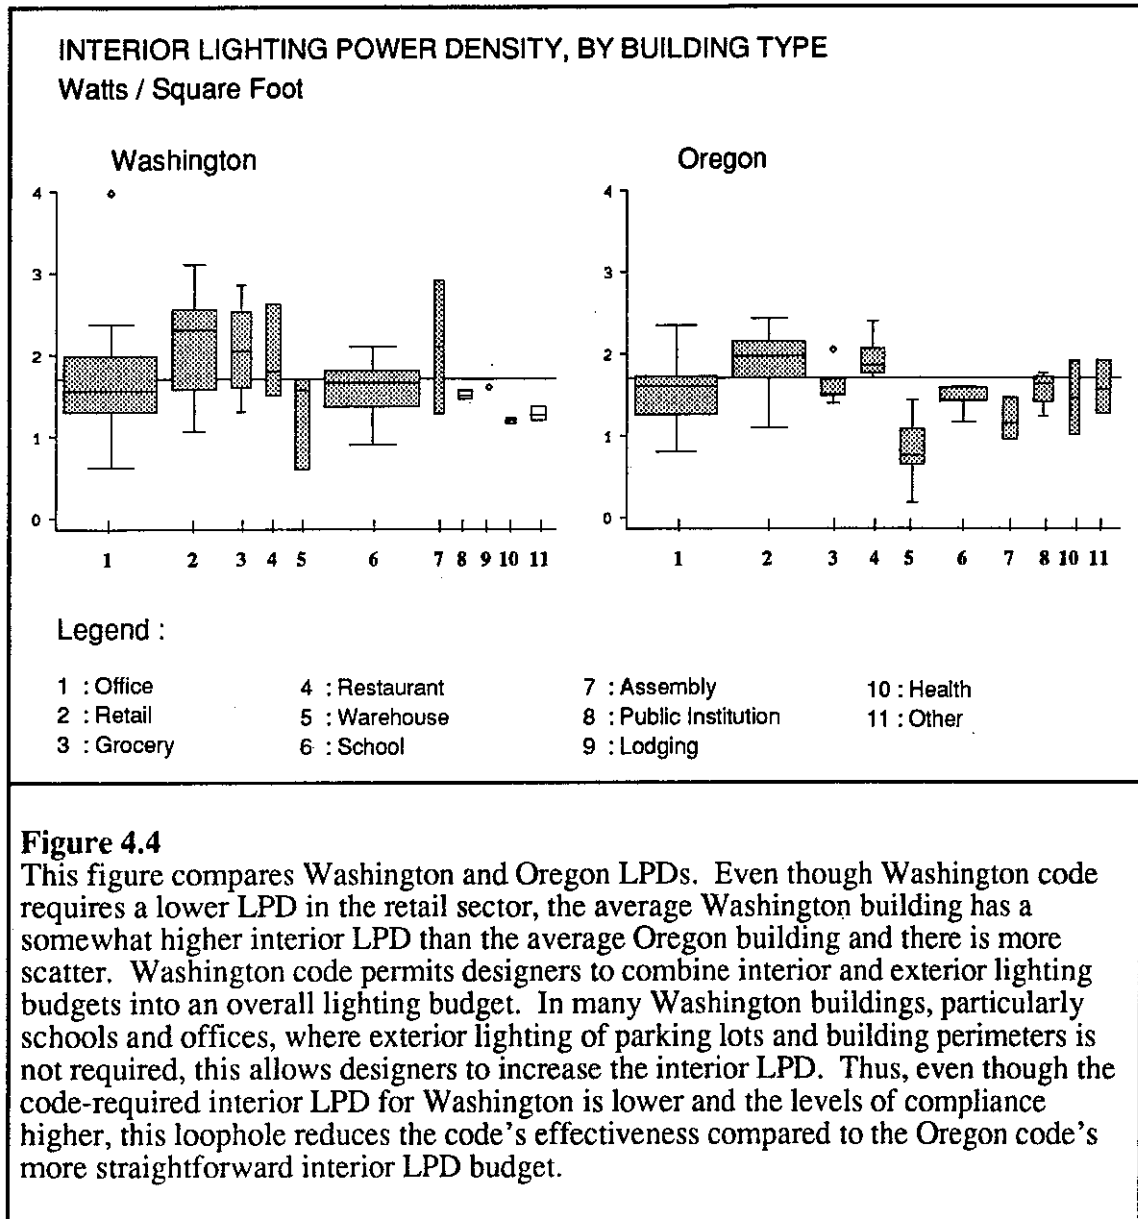 INTERIOR LIGHTING POWER DENSITY, BY BUILDING TYPE
Watts / Square Foot
Washington
4
3
2
1
0
1 2 3 4 5 6 7 8 9 10 11
Oregon
4
3
2
1
0
1 2 3 4 5 6 7 8 10 11
Legend :
1 : Office
2 : Retail
3 : Grocery
4 : Restaurant
5 : Warehouse
6 : School
7 : Assembly
8 : Public Institution
9 : Lodging
10 : Health
11 : Other
Figure 4.4
This figure compares Washington and Oregon LPDs. Even though Washington code
requires a lower LPD in the retail sector, the average Washington building has a
somewhat higher interior LPD than the average Oregon building and there is more
scatter. Washington code permits designers to combine interior and exterior lighting
budgets into an overall lighting budget. In many Washington buildings, particularly
schools and offices, where exterior lighting of parking lots and building perimeters is
not required, this allows designers to increase the interior LPD. Thus, even though the
code-required interior LPD for Washington is lower and the levels of compliance
higher, this loophole reduces the code's effectiveness compared to the Oregon code's
more straightforward interior LPD budget.